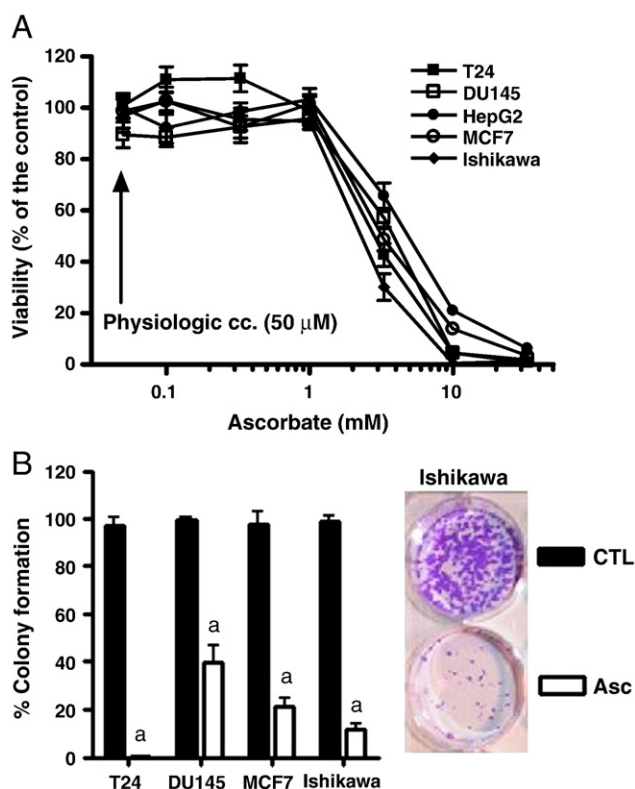 A
120
100
80
60
40
20
0
Viability (% of the control)
T24
DU145
HepG2
MCF7
Ishikawa
Physiologic cc. (50 μM)
0.1 1 10
Ascorbate (mM)
B
120
100
80
60
40
20
0
% Colony formation
a
a
a
a
T24 DU145 MCF7 Ishikawa
Ishikawa
CTL
Asc